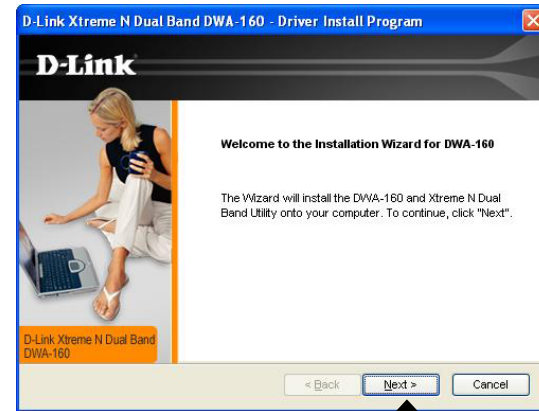 D-Link Xtreme N Dual Band DWA-160 - Driver Install Program
D-Link
Welcome to the Installation Wizard for DWA-160
The Wizard will install the DWA-160 and Xtreme N Dual
Band Utility onto your computer. To continue, click "Next".
D-Link Xtreme N Dual Band
DWA-160
< Back Next > Cancel